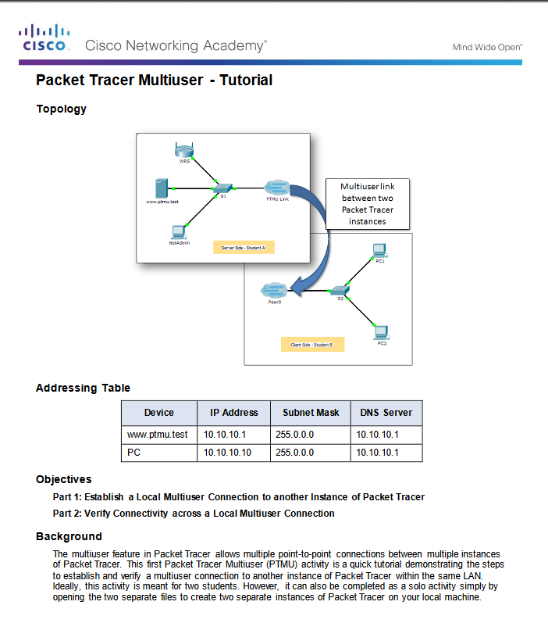 CISCO
Cisco Networking Academy®
Mind Wide Open®
Packet Tracer Multiuser - Tutorial
Topology
WRS
www.ptmu.test
S1
PTMU Link
NetAdmin
Server Side - Student A
Multiuser link
between two
Packet Tracer
instances
PC1
Peer0
S2
Client Side - Student B
PC2
Addressing Table
Device IP Address Subnet Mask DNS Server
www.ptmu.test 10.10.10.1 255.0.0.0 10.10.10.1
PC 10.10.10.10 255.0.0.0 10.10.10.1
Objectives
Part 1: Establish a Local Multiuser Connection to another Instance of Packet Tracer
Part 2: Verify Connectivity across a Local Multiuser Connection
Background
The multiuser feature in Packet Tracer allows multiple point-to-point connections between multiple instances
of Packet Tracer. This first Packet Tracer Multiuser (PTMU) activity is a quick tutorial demonstrating the steps
to establish and verify a multiuser connection to another instance of Packet Tracer within the same LAN.
Ideally, this activity is meant for two students. However, it can also be completed as a solo activity simply by
opening the two separate files to create two separate instances of Packet Tracer on your local machine.